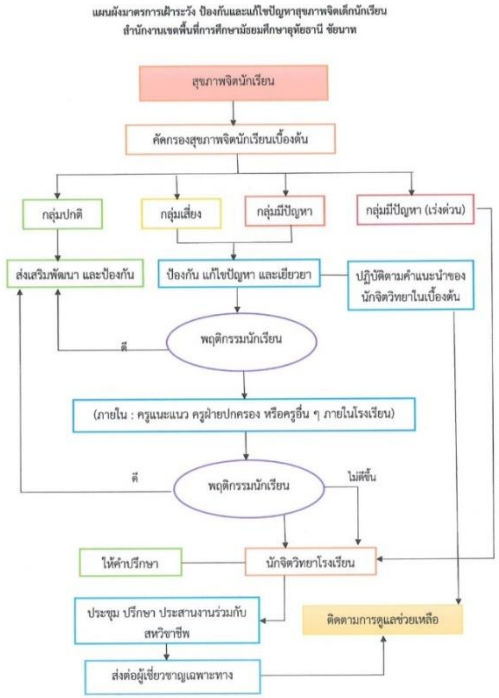 แผนผังมาตรการเฝ้าระวัง ป้องกันและแก้ไขปัญหาสุขภาพจิตเด็กนักเรียน
สำนักงานเขตพื้นที่การศึกษามัธยมศึกษาอุทัยธานี ชัยนาท
สุขภาพจิตนักเรียน
คัดกรองสุขภาพจิตนักเรียนเบื้องต้น
กลุ่มปกติ
กลุ่มเสี่ยง
กลุ่มมีปัญหา
กลุ่มมีปัญหา (เร่งด่วน)
ส่งเสริมพัฒนา และป้องกัน
ป้องกัน แก้ไขปัญหา และเยียวยา
ปฏิบัติตามคำแนะนำของ
นักจิตวิทยาในเบื้องต้น
พฤติกรรมนักเรียน
ดี
(ภายใน : ครูแนะแนว ครูฝ่ายปกครอง หรือครูอื่น ๆ ภายในโรงเรียน)
พฤติกรรมนักเรียน
ดี
ไม่ดีขึ้น
ให้คำปรึกษา
นักจิตวิทยาโรงเรียน
ประชุม ปรึกษา ประสานงานร่วมกับ
สหวิชาชีพ
ติดตามการดูแลช่วยเหลือ
ส่งต่อผู้เชี่ยวชาญเฉพาะทาง